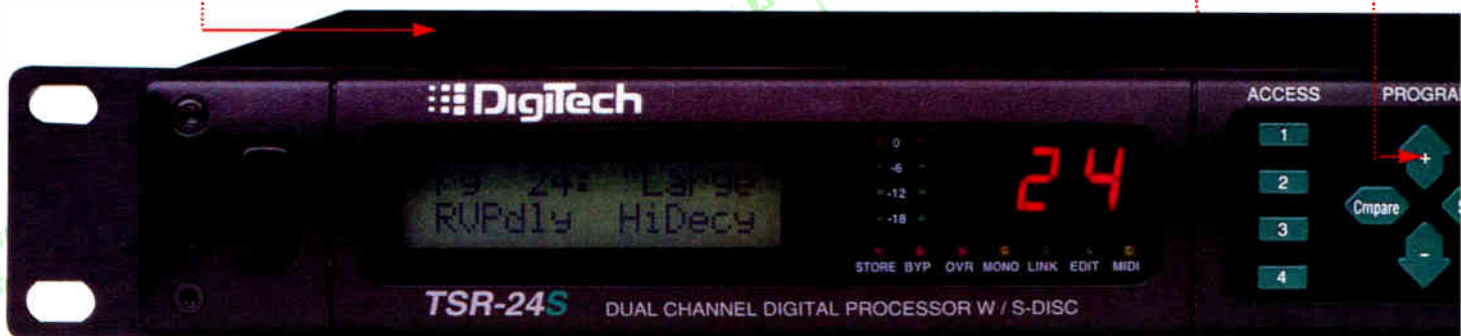 DigiTech
24: "Large
RVPdly HiDecy
0
-6
-12
-18
24
STORE BYP OVR MONO LINK EDIT MIDI
TSR-24S DUAL CHANNEL DIGITAL PROCESSOR W / S-DISC
ACCESS
1
2
3
4
PROGRA
+
Cmpare
S
-